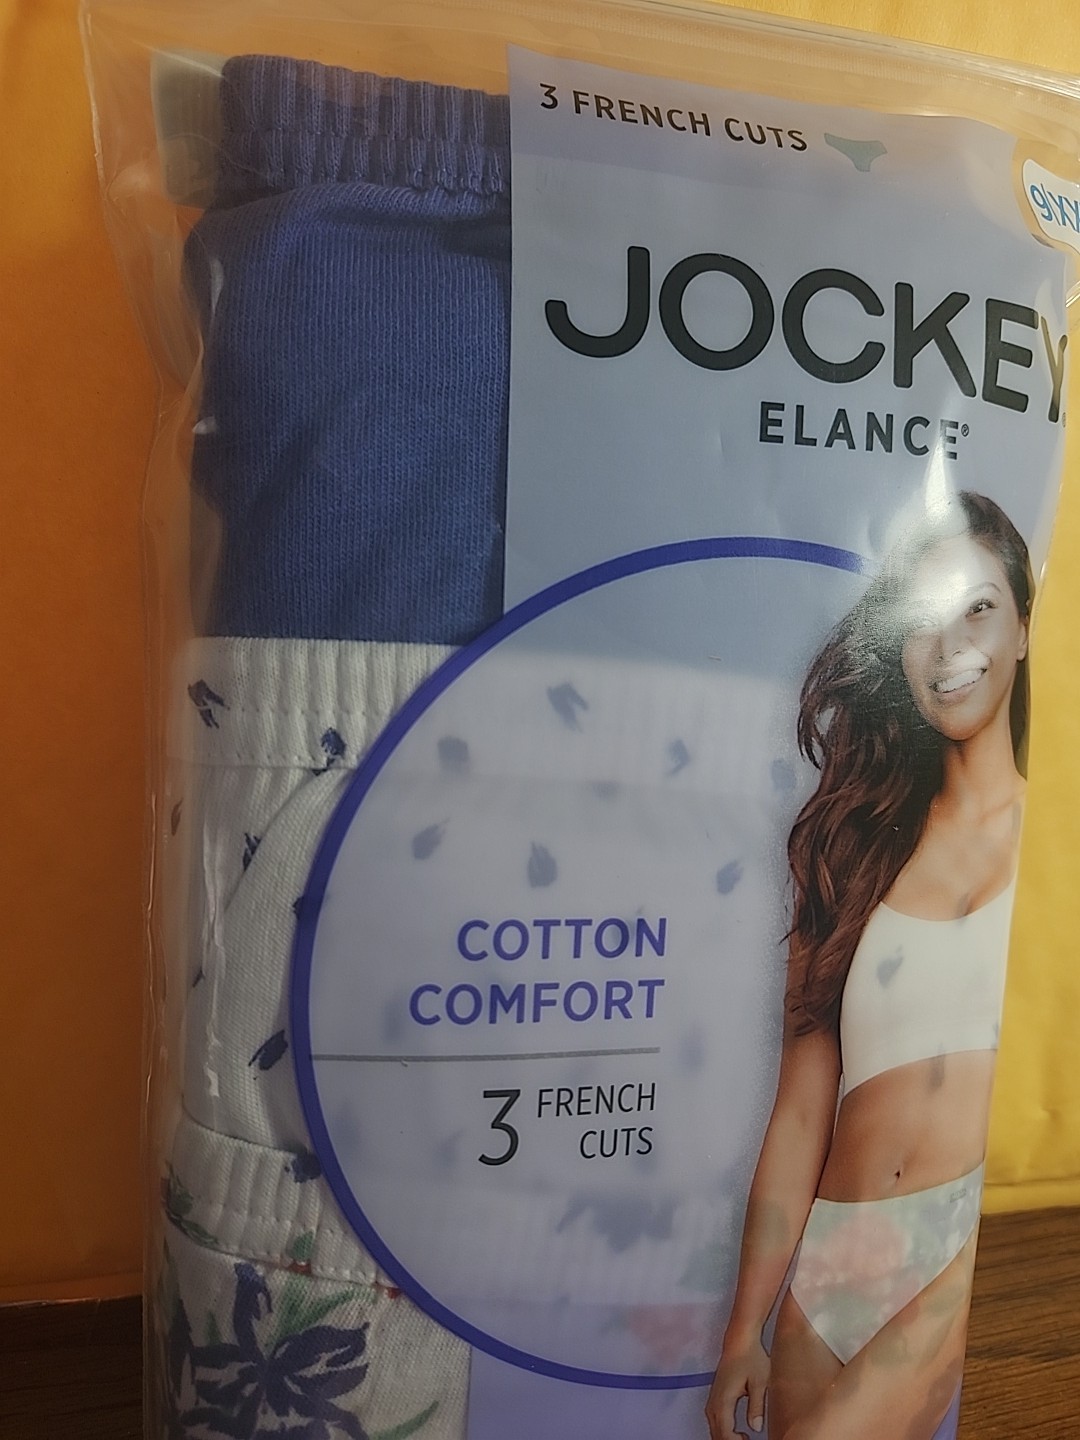 3 FRENCH CUTS
JOCKEY
ELANCE®
COTTON
COMFORT
3 FRENCH
CUTS